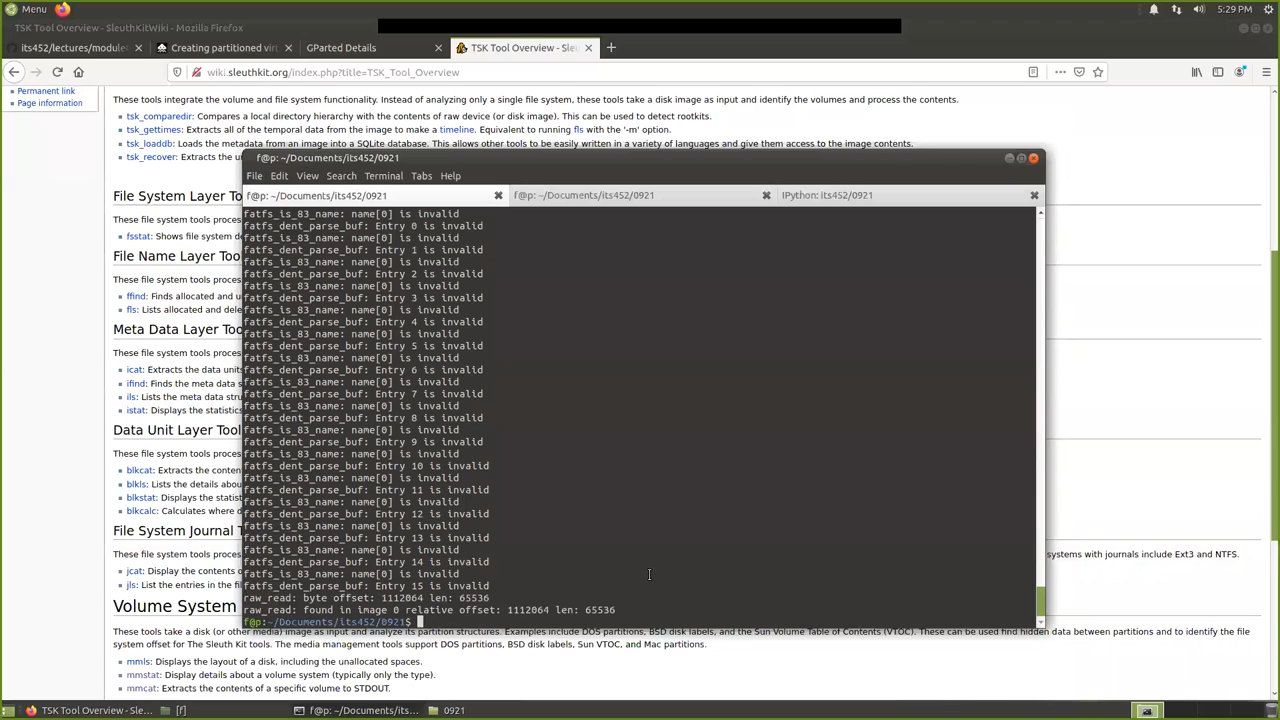 Menu
5:29 PM
TSK Tool Overview - SleuthKitWiki - Mozilla Firefox
its452/lectures/module
Creating partitioned virt
GParted Details
TSK Tool Overview - Sle
wiki.sleuthkit.org/index.php?title=TSK_Tool_Overview
Permanent link
Page information
These tools integrate the volume and file system functionality. Instead of analyzing only a single file system, these tools take a disk image as input and identify the volumes and process the contents.
tsk_comparedir: Compares a local directory hierarchy with the contents of raw device (or disk image). This can be used to detect rootkits.
tsk_gettimes: Extracts all of the temporal data from the image to make a timeline. Equivalent to running fls with the '-m' option.
tsk_loaddb: Loads the metadata from an image into a SQLite database. This allows other tools to be easily written in a variety of languages and give them access to the image contents.
tsk_recover: Extracts the u
File System Layer To
These file system tools proces
fsstat: Shows file system d
File Name Layer Too
These file system tools proces
ffind: Finds allocated and u
fls: Lists allocated and dele
Meta Data Layer Too
These file system tools proces
icat: Extracts the data units
ifind: Finds the meta data s
ils: Lists the meta data stru
istat: Displays the statistics
Data Unit Layer Tool
These file system tools proces
blkcat: Extracts the conten
blkls: Lists the details about
blkstat: Displays the statist
blkcalc: Calculates where d
File System Journal T
These file system tools proces
systems with journals include Ext3 and NTFS.
jcat: Display the contents o
jls: List the entries in the fil
Volume System
These tools take a disk (or other media) image as input and analyze its partition structures. Examples include DOS partitions, BSD disk labels, and the Sun Volume Table of Contents (VTOC). These can be used find hidden data between partitions and to identify the file
system offset for The Sleuth Kit tools. The media management tools support DOS partitions, BSD disk labels, Sun VTOC, and Mac partitions.
mmls: Displays the layout of a disk, including the unallocated spaces.
mmstat: Display details about a volume system (typically only the type).
mmcat: Extracts the contents of a specific volume to STDOUT.
f@p: ~/Documents/its452/0921
File Edit View Search Terminal Tabs Help
f@p: ~/Documents/its452/0921
f@p: ~/Documents/its452/0921
IPython: its452/0921
fatfs_is_83_name: name[0] is invalid
fatfs_dent_parse_buf: Entry 0 is invalid
fatfs_is_83_name: name[0] is invalid
fatfs_dent_parse_buf: Entry 1 is invalid
fatfs_is_83_name: name[0] is invalid
fatfs_dent_parse_buf: Entry 2 is invalid
fatfs_is_83_name: name[0] is invalid
fatfs_dent_parse_buf: Entry 3 is invalid
fatfs_is_83_name: name[0] is invalid
fatfs_dent_parse_buf: Entry 4 is invalid
fatfs_is_83_name: name[0] is invalid
fatfs_dent_parse_buf: Entry 5 is invalid
fatfs_is_83_name: name[0] is invalid
fatfs_dent_parse_buf: Entry 6 is invalid
fatfs_is_83_name: name[0] is invalid
fatfs_dent_parse_buf: Entry 7 is invalid
fatfs_is_83_name: name[0] is invalid
fatfs_dent_parse_buf: Entry 8 is invalid
fatfs_is_83_name: name[0] is invalid
fatfs_dent_parse_buf: Entry 9 is invalid
fatfs_is_83_name: name[0] is invalid
fatfs_dent_parse_buf: Entry 10 is invalid
fatfs_is_83_name: name[0] is invalid
fatfs_dent_parse_buf: Entry 11 is invalid
fatfs_is_83_name: name[0] is invalid
fatfs_dent_parse_buf: Entry 12 is invalid
fatfs_is_83_name: name[0] is invalid
fatfs_dent_parse_buf: Entry 13 is invalid
fatfs_is_83_name: name[0] is invalid
fatfs_dent_parse_buf: Entry 14 is invalid
fatfs_is_83_name: name[0] is invalid
fatfs_dent_parse_buf: Entry 15 is invalid
raw_read: byte offset: 1112064 len: 65536
raw_read: found in image 0 relative offset: 1112064 len: 65536
f@p:~/Documents/its452/0921$
TSK Tool Overview - S...
[f]
f@p: ~/Documents/its...
0921